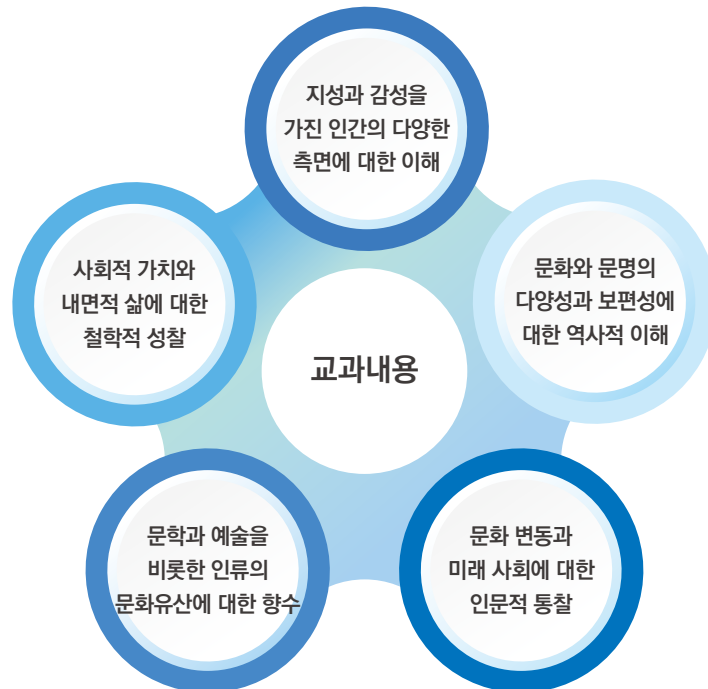 지성과 감성을
가진 인간의 다양한
측면에 대한 이해
사회적 가치와
내면적 삶에 대한
철학적 성찰
문화와 문명의
다양성과 보편성에
대한 역사적 이해
교과내용
문학과 예술을
비롯한 인류의
문화유산에 대한 향수
문화 변동과
미래 사회에 대한
인문적 통찰